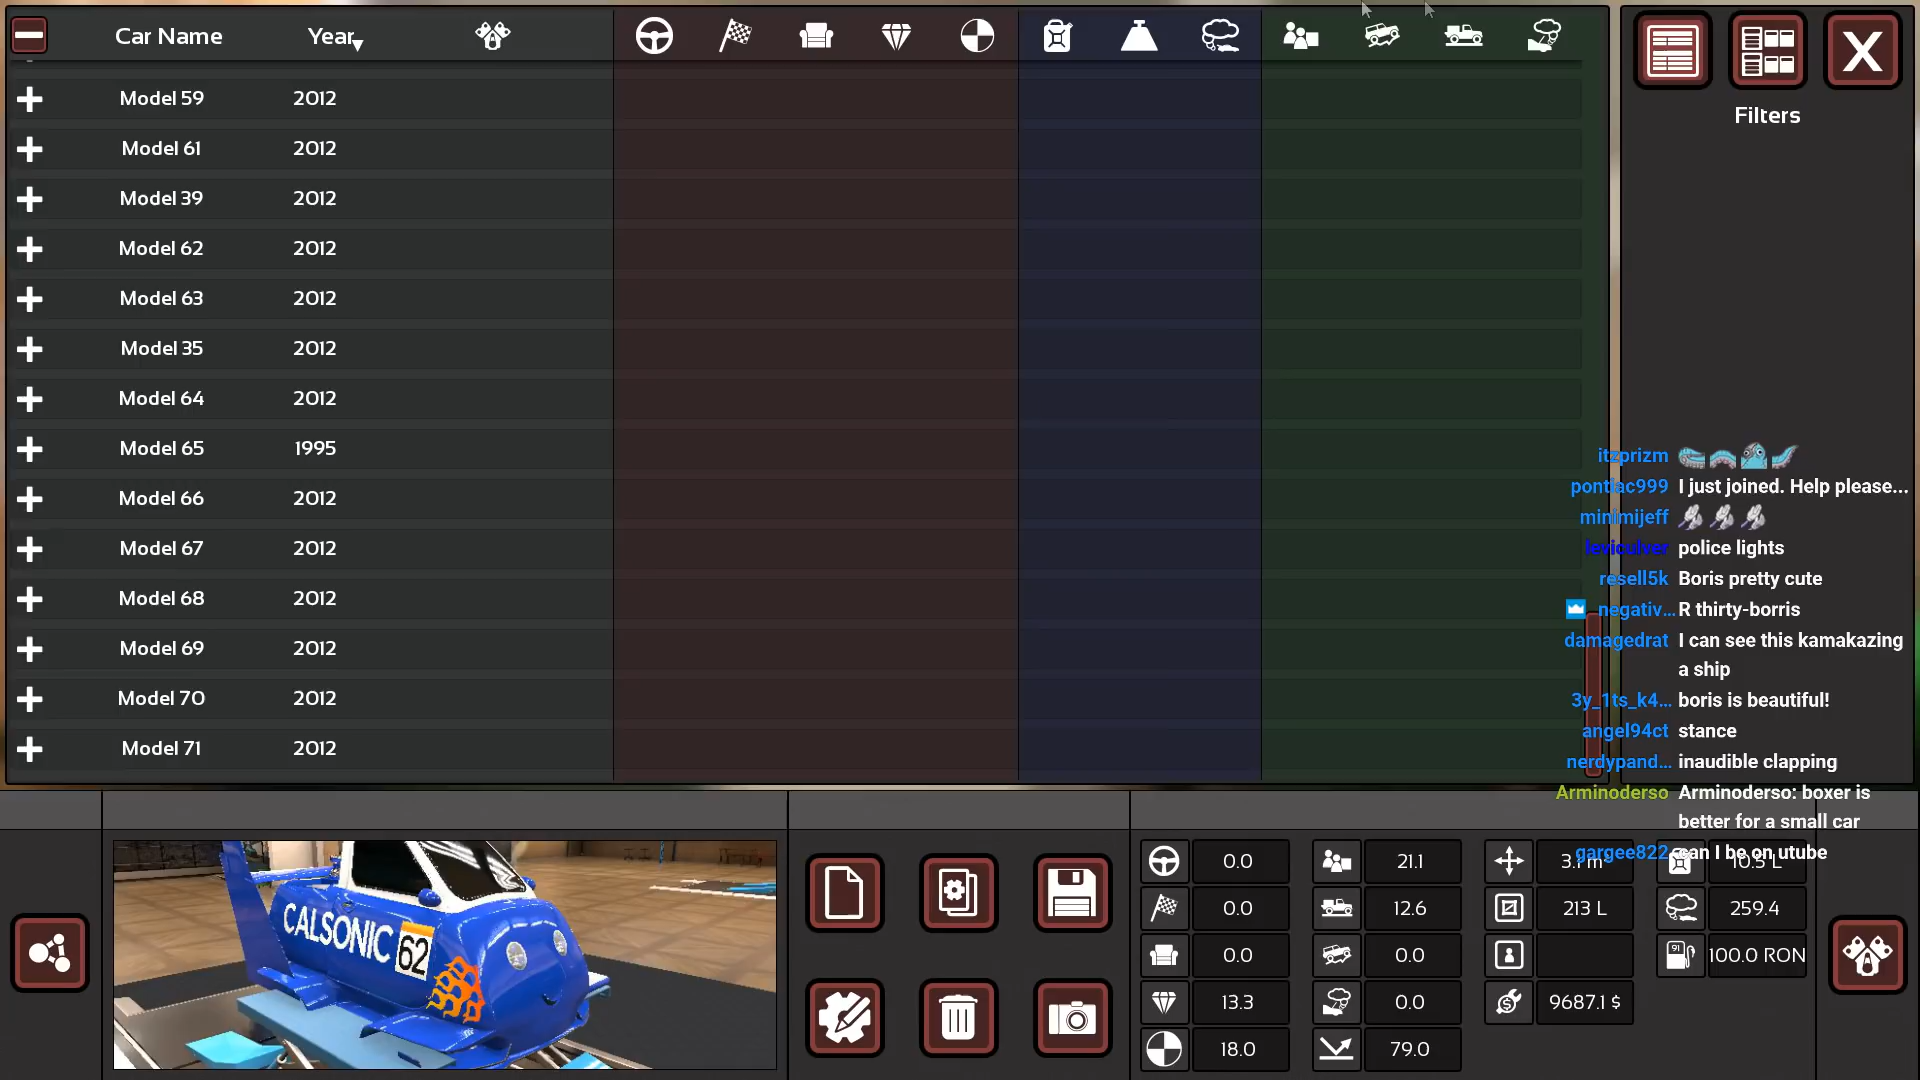 Car Name Year
Model 59 2012
Model 61 2012
Model 39 2012
Model 62 2012
Model 63 2012
Model 35 2012
Model 64 2012
Model 65 1995
Model 66 2012
Model 67 2012
Model 68 2012
Model 69 2012
Model 70 2012
Model 71 2012
X
Filters
itzprizm
pontiac999 I just joined. Help please...
minimijeff
leviculver police lights
resell5k Boris pretty cute
negativ... R thirty-borris
damagedrat I can see this kamakazing
a ship
3y_1ts_k4... boris is beautiful!
angel94ct stance
nerdypand... inaudible clapping
Arminoderso Arminoderso: boxer is
better for a small car
gargee822 can I be on utube
CALSONIC 62
0.0 21.1 10.5 L
0.0 12.6 213 L 259.4
0.0 0.0 91 100.0 RON
13.3 0.0 9687.1 $
18.0 79.0